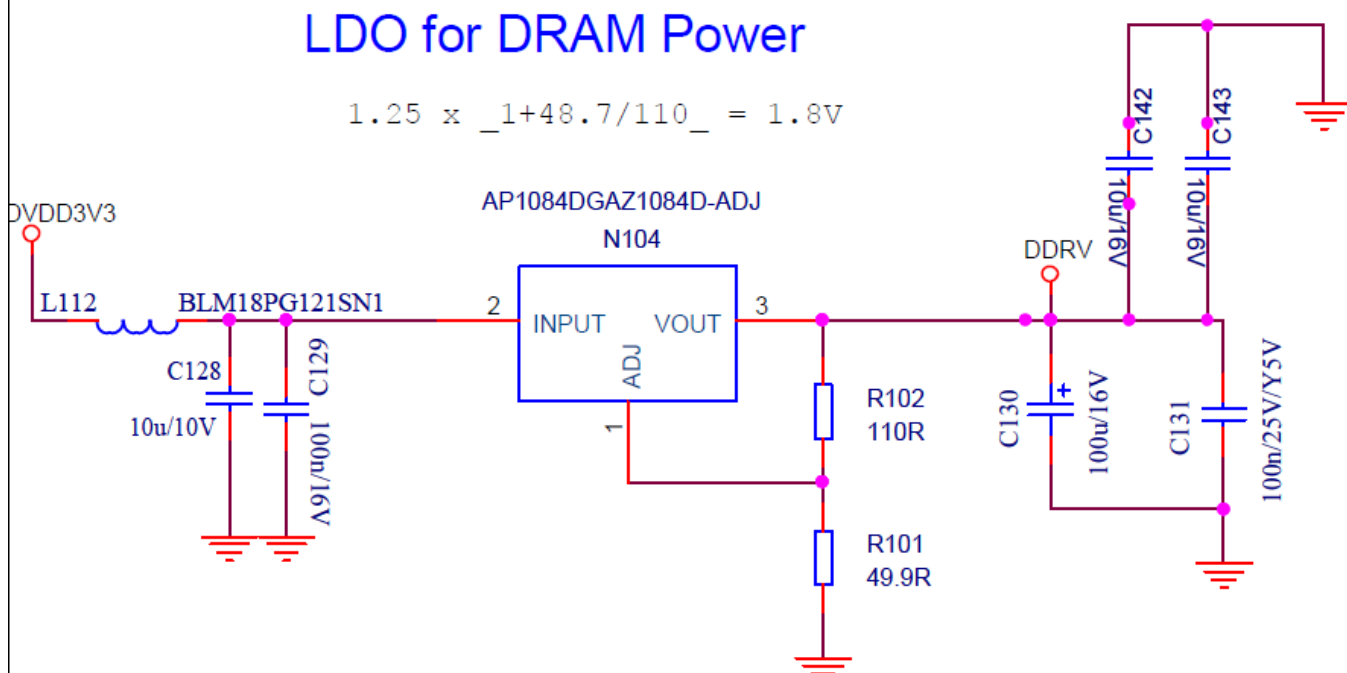 LDO for DRAM Power
1.25 x _1+48.7/110_ = 1.8V
C142
10u/16V
C143
10u/16V
AP1084DGAZ1084D-ADJ
N104
DVDD3V3
DDRV
L112
BLM18PG121SN1
2
INPUT
VOUT
3
ADJ
1
C128
10u/10V
C129
100n/16V
R102
110R
C130
+
100u/16V
C131
100n/25V/Y5V
R101
49.9R